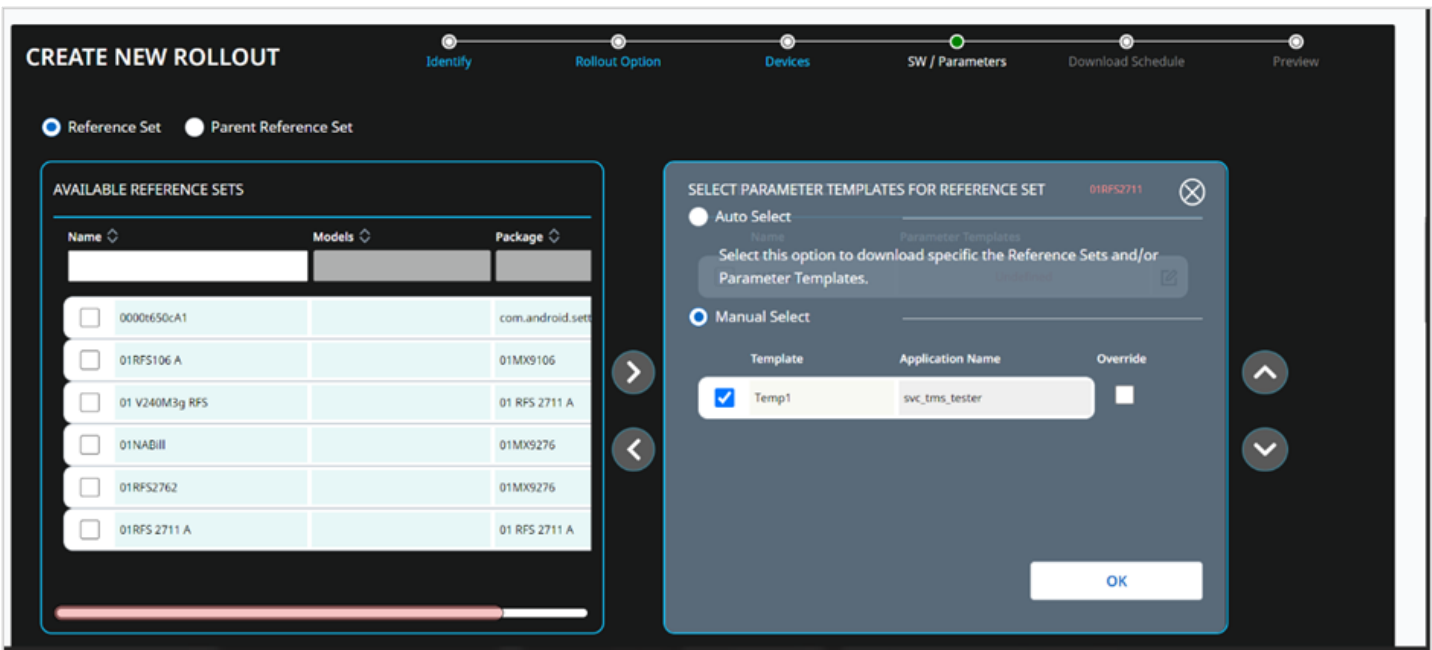 CREATE NEW ROLLOUT
Identify
Rollout Option
Devices
SW / Parameters
Download Schedule
Preview
Reference Set
Parent Reference Set
AVAILABLE REFERENCE SETS
Name Models Package
0000t650cA1 com.android.sett
01RFS106 A 01MX9106
01 V240M3g RFS 01 RFS 2711 A
01NABill 01MX9276
01RFS2762 01MX9276
01RFS 2711 A 01 RFS 2711 A
SELECT PARAMETER TEMPLATES FOR REFERENCE SET 01RFS2711
Auto Select
Name Parameter Templates
Select this option to download specific the Reference Sets and/or
Parameter Templates.
Manual Select
Template Application Name Override
Temp1 svc_tms_tester
OK